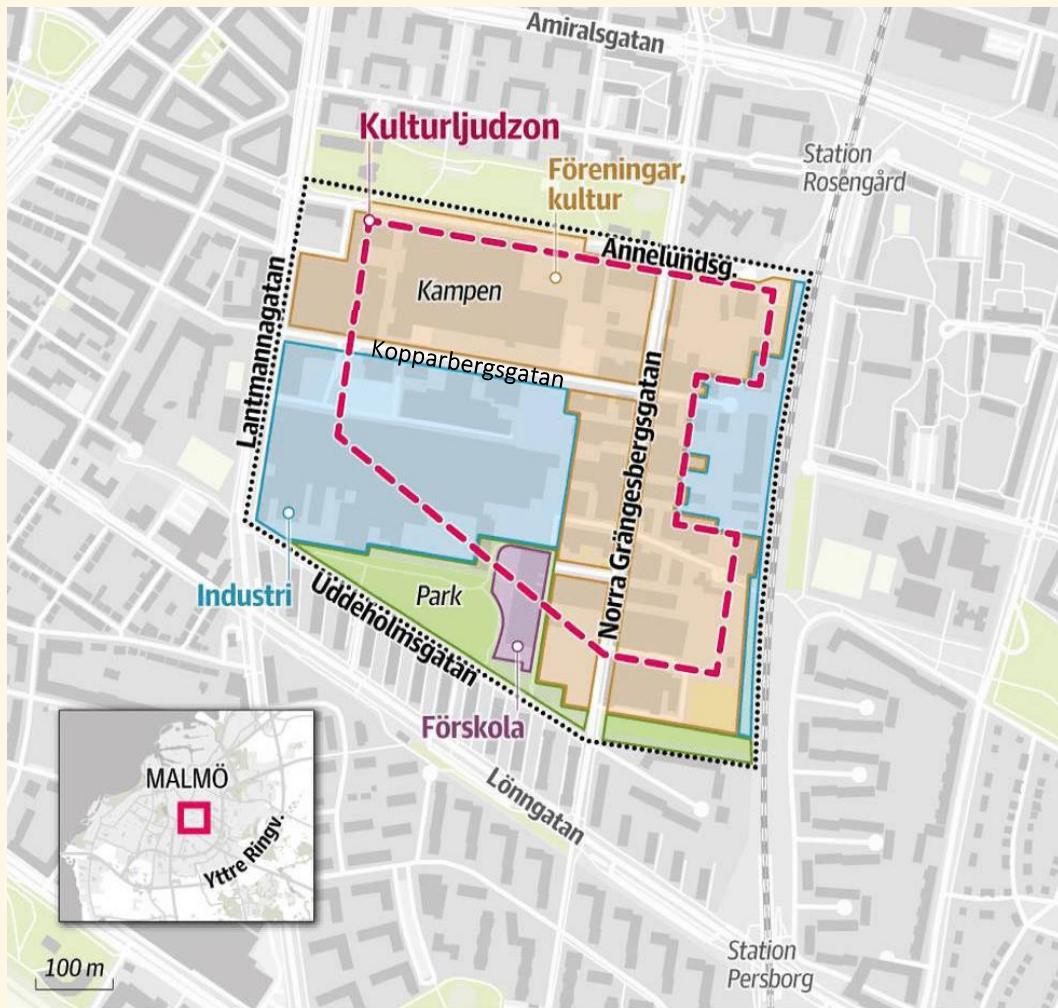 Amiralsgatan
Kulturljudzon
Station
Rosengård
Föreningar,
kultur
Annelundsg.
Kampen
Lantmannagatan
Kopparbergsgatan
Norra Grängesbergsgatan
Industri
Park
Uddeholmsgatan
Förskola
MALMÖ
Yttre Ringv.
Lönngatan
Station
Persborg
100 m